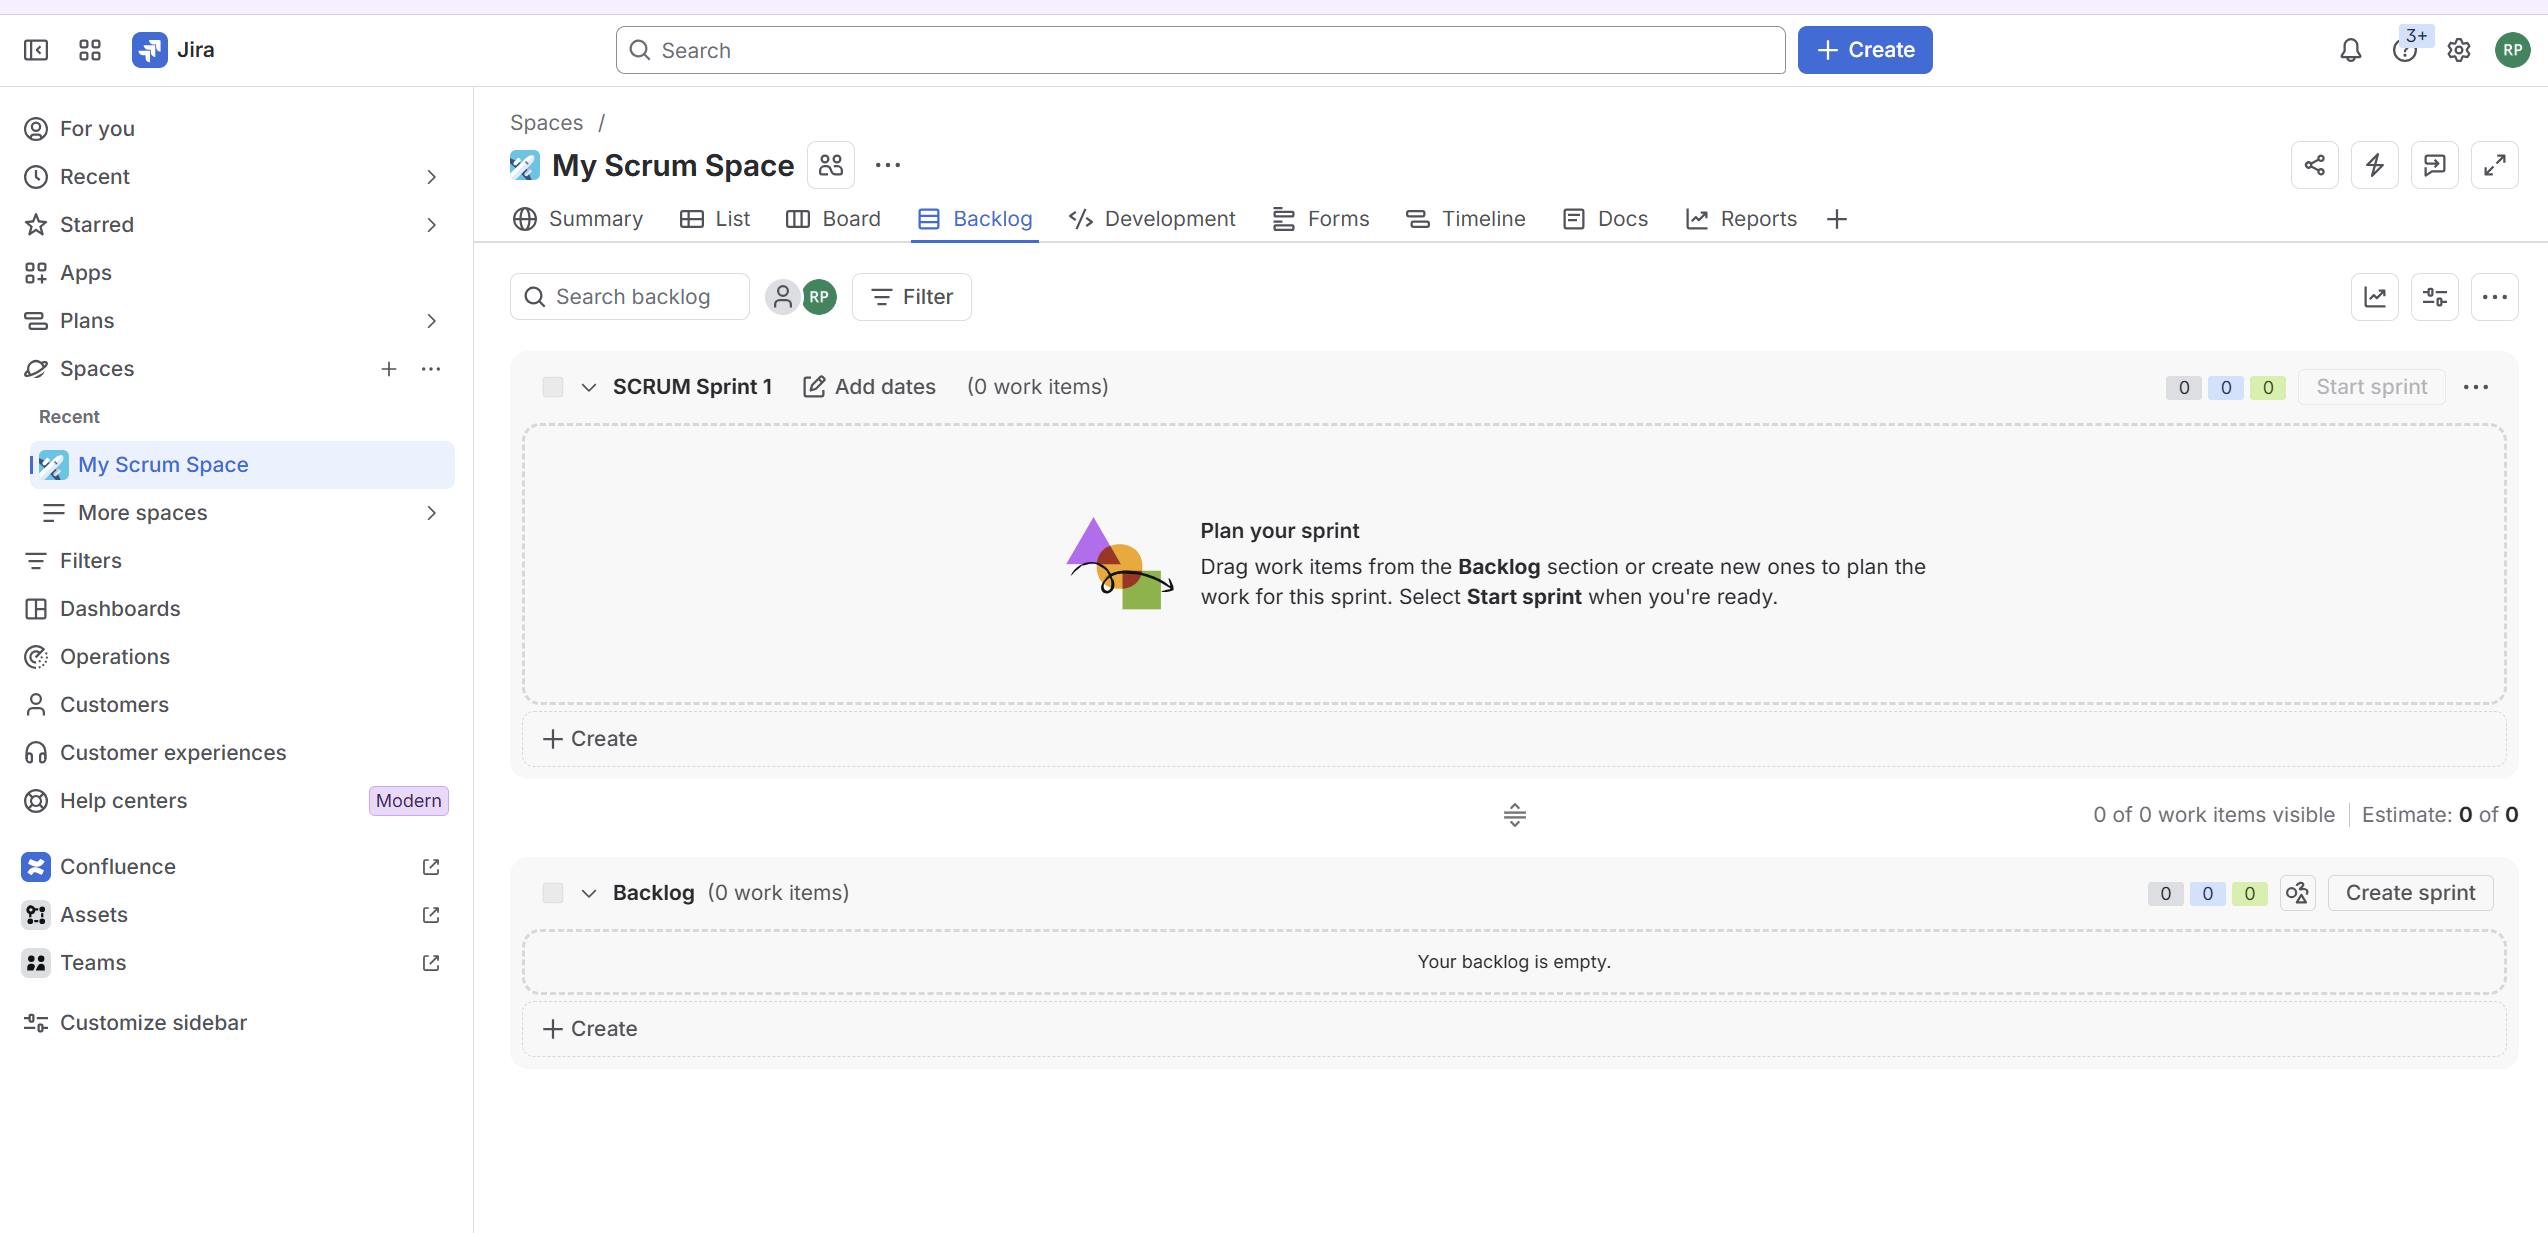 Jira
Search
Create
3+
RP
For you
Recent
Starred
Apps
Plans
Spaces
Recent
My Scrum Space
More spaces
Filters
Dashboards
Operations
Customers
Customer experiences
Help centers Modern
Confluence
Assets
Teams
Customize sidebar
Spaces /
My Scrum Space
Summary List Board Backlog Development Forms Timeline Docs Reports
Search backlog RP Filter
SCRUM Sprint 1 Add dates (0 work items) 0 0 0 Start sprint
Plan your sprint
Drag work items from the Backlog section or create new ones to plan the
work for this sprint. Select Start sprint when you're ready.
Create
0 of 0 work items visible Estimate: 0 of 0
Backlog (0 work items) 0 0 0 Create sprint
Your backlog is empty.
Create